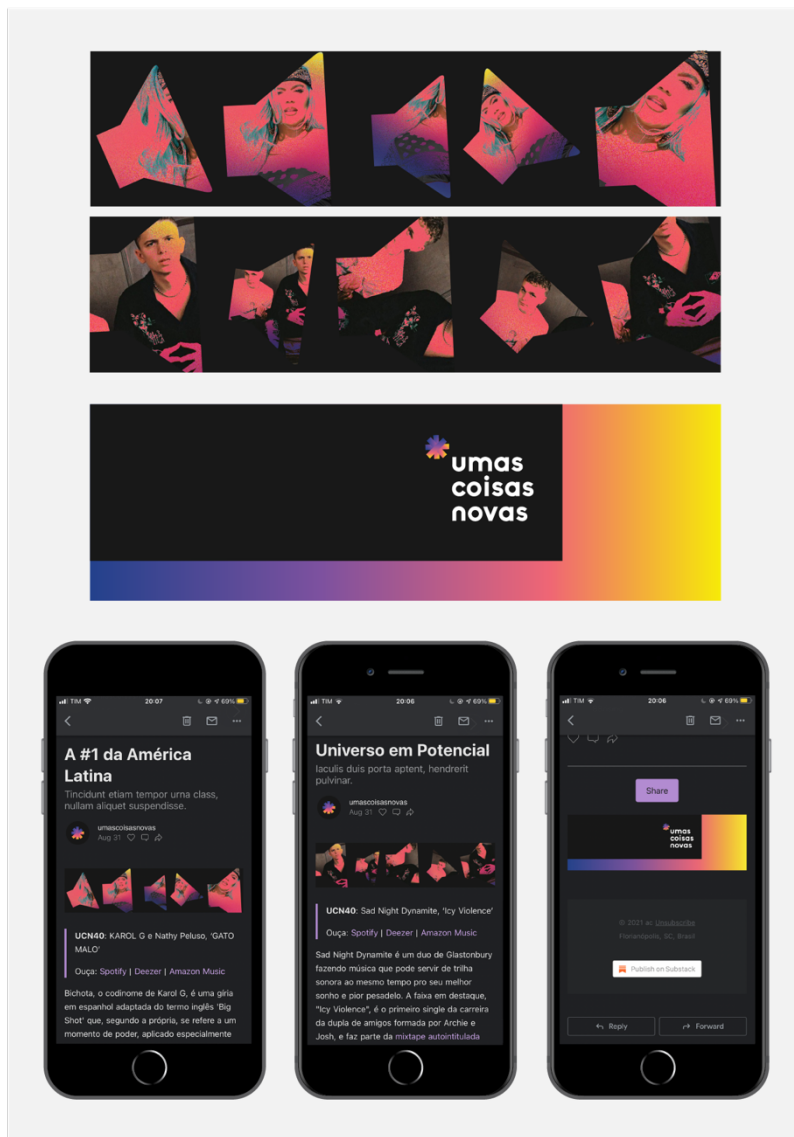 umas
coisas
novas
TIM
20:07
69%
A #1 da América
Latina
Tincidunt etiam tempor urna class,
nullam aliquet suspendisse.
umascoisasnovas
Aug 31
UCN40: KAROL G e Nathy Peluso, ‘GATO
MALO’
Ouça: Spotify | Deezer | Amazon Music
Bichota, o codinome de Karol G, é uma gíria
em espanhol adaptada do termo inglês ‘Big
Shot’ que, segundo a própria, se refere a um
momento de poder, aplicado especialmente
TIM
20:06
69%
Universo em Potencial
Iaculis duis porta aptent, hendrerit
pulvinar.
umascoisasnovas
Aug 31
UCN40: Sad Night Dynamite, ‘Icy Violence’
Ouça: Spotify | Deezer | Amazon Music
Sad Night Dynamite é um duo de Glastonbury
fazendo música que pode servir de trilha
sonora ao mesmo tempo pro seu melhor
sonho e pior pesadelo. A faixa em destaque,
“Icy Violence”, é o primeiro single da carreira
da dupla de amigos formada por Archie e
Josh, e faz parte da mixtape autointitulada
TIM
20:06
69%
Share
umas
coisas
novas
© 2021 ac Unsubscribe
Florianópolis, SC, Brasil
Publish on Substack
Reply
Forward